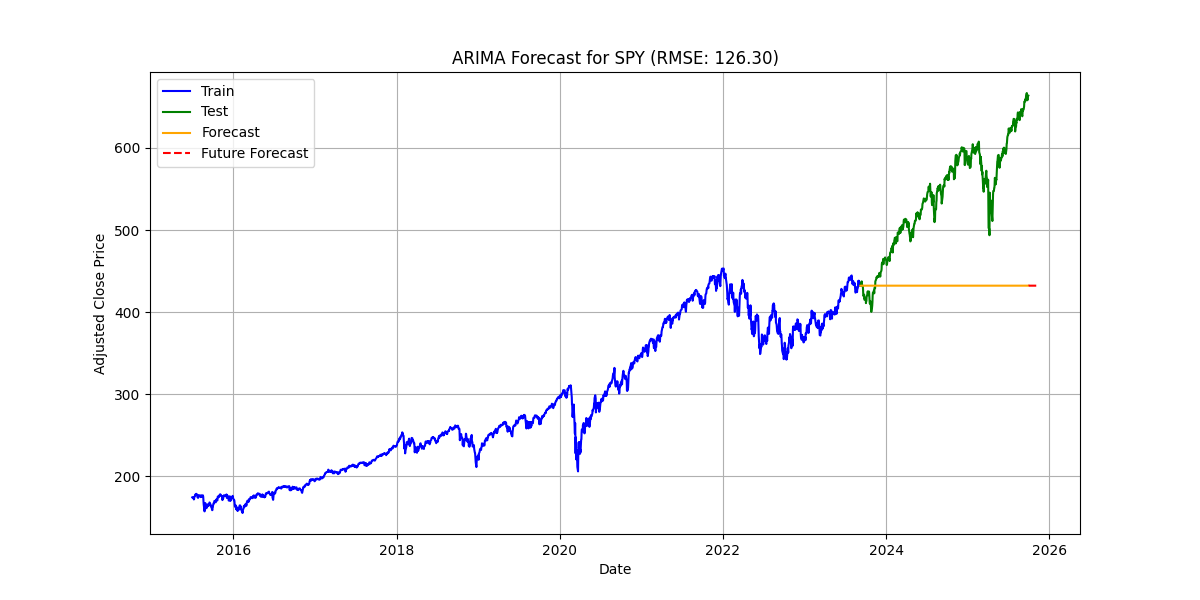 ARIMA Forecast for SPY (RMSE: 126.30)
Train
Test
Forecast
Future Forecast
Adjusted Close Price
600
500
400
300
200
2016 2018 2020 2022 2024 2026
Date